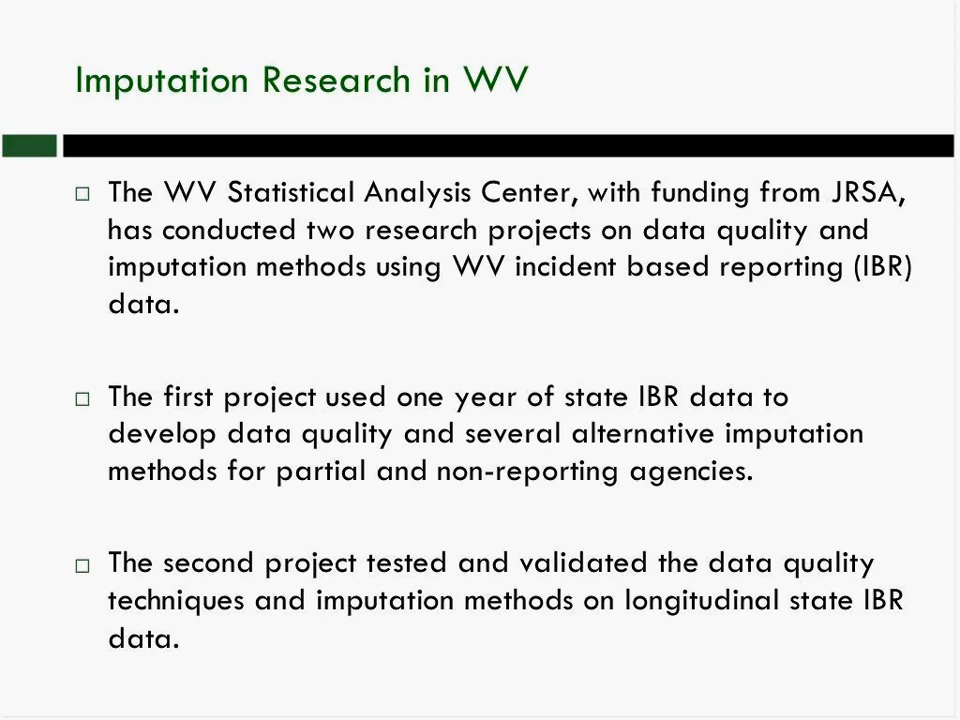 Imputation Research in WV
The WV Statistical Analysis Center, with funding from JRSA,
has conducted two research projects on data quality and
imputation methods using WV incident based reporting (IBR)
data.
The first project used one year of state IBR data to
develop data quality and several alternative imputation
methods for partial and non-reporting agencies.
The second project tested and validated the data quality
techniques and imputation methods on longitudinal state IBR
data.